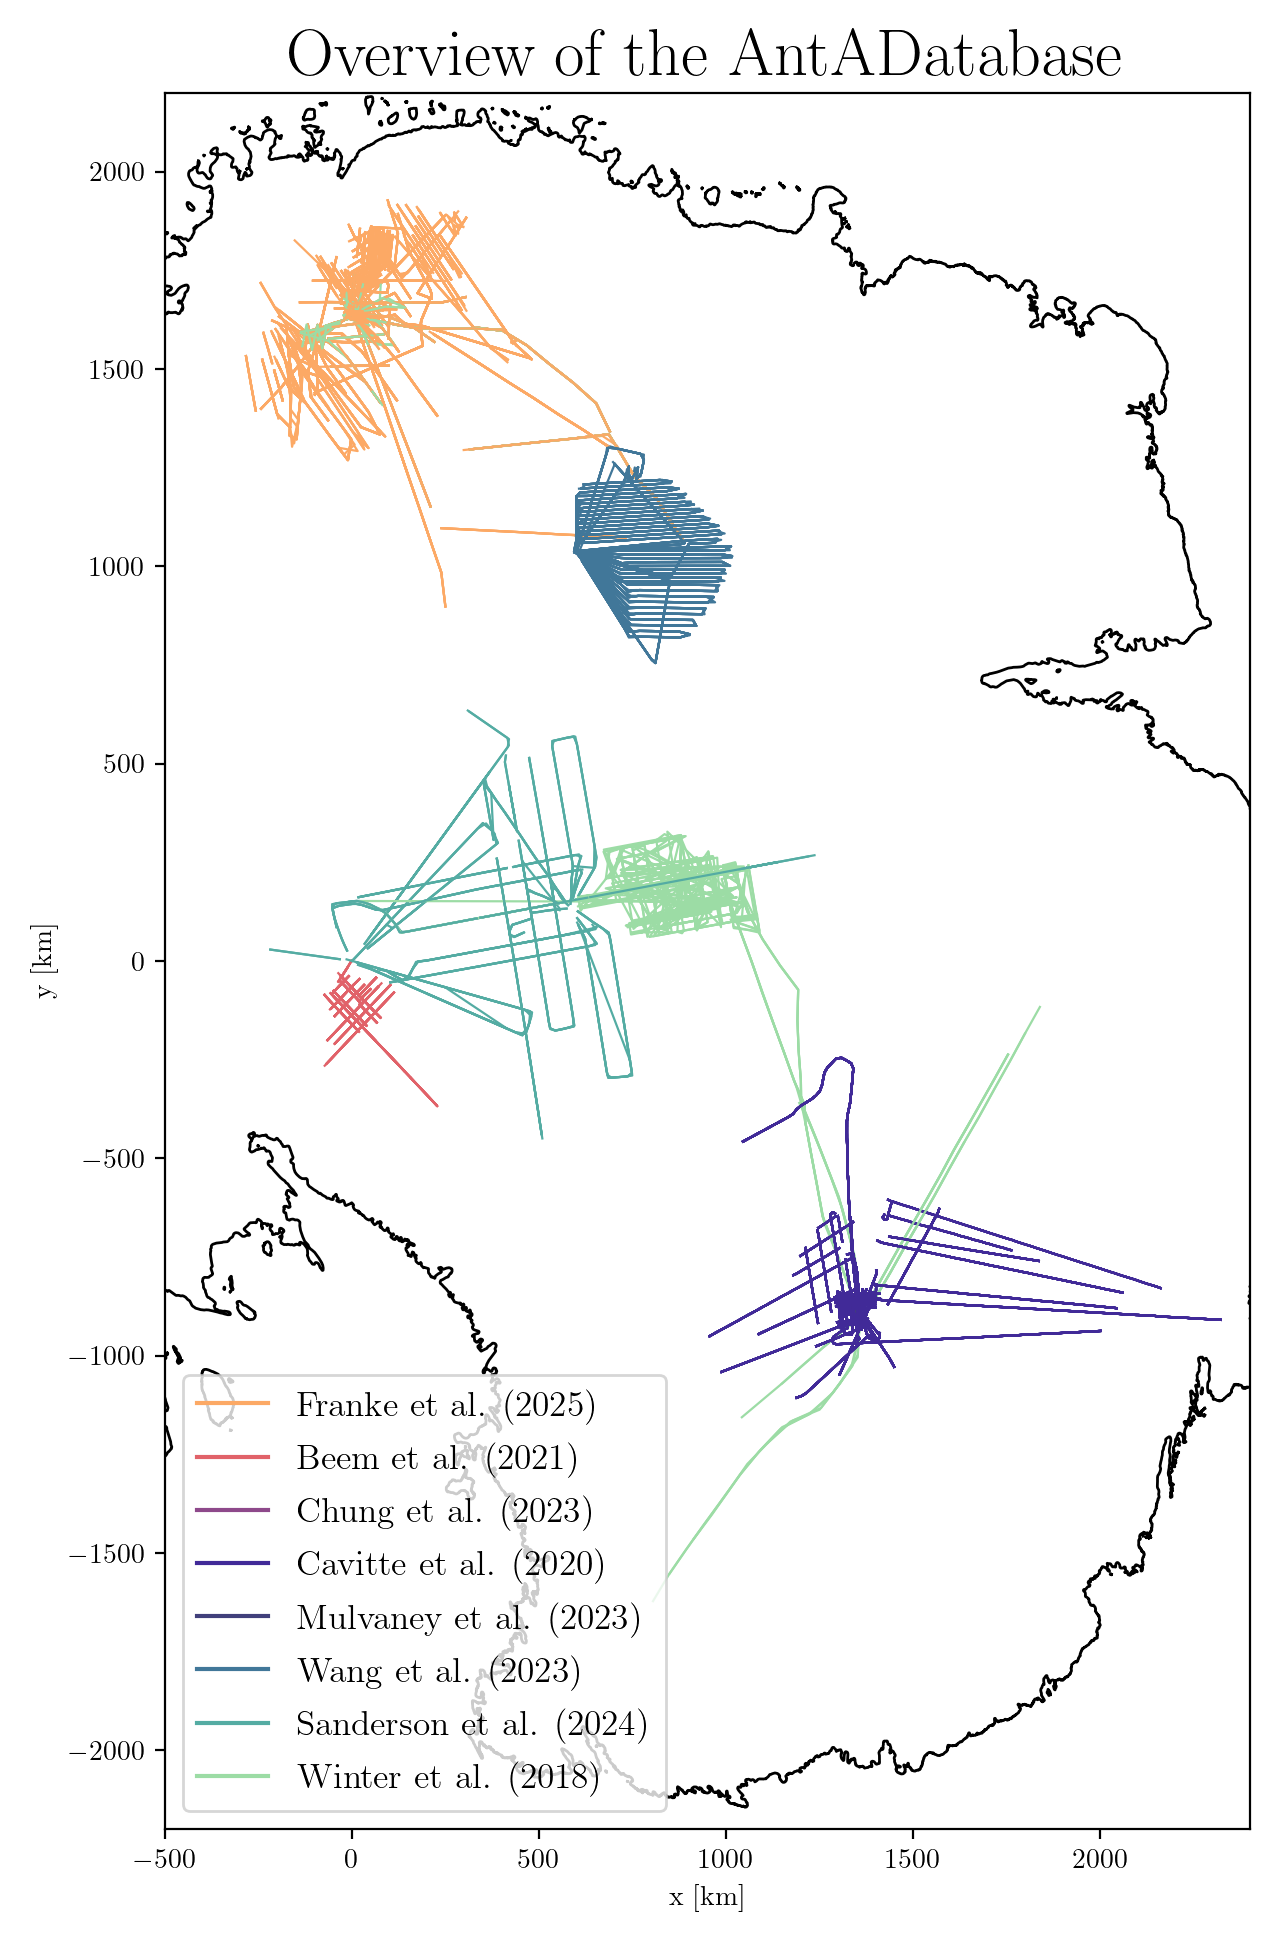 Overview of the AntADatabase
2000
1500
1000
500
0
−500
−1000
−1500
−2000
y [km]
Franke et al. (2025)
Beem et al. (2021)
Chung et al. (2023)
Cavitte et al. (2020)
Mulvaney et al. (2023)
Wang et al. (2023)
Sanderson et al. (2024)
Winter et al. (2018)
−500 0 500 1000 1500 2000
x [km]